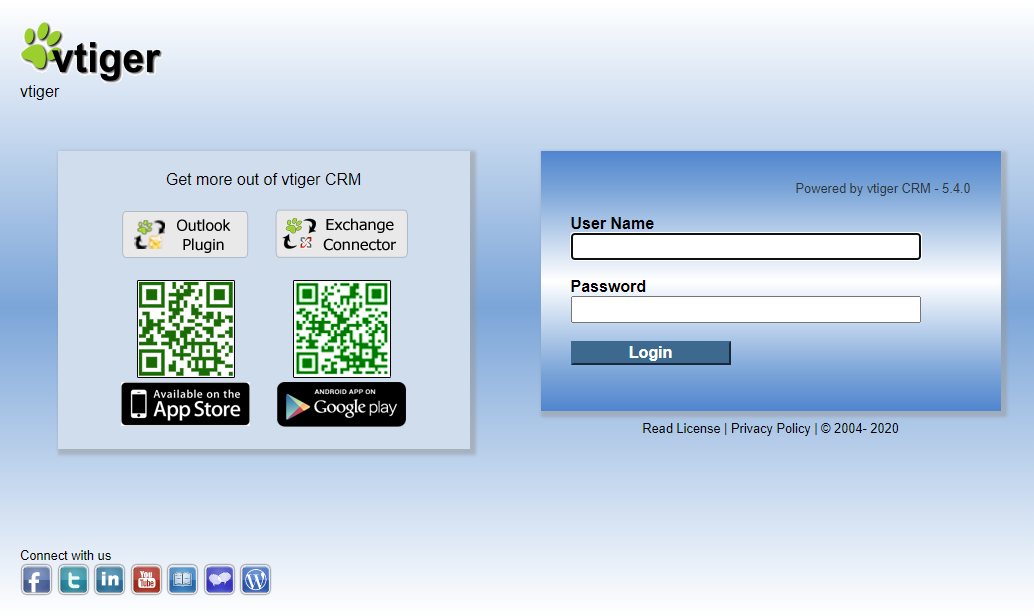 vtiger
vtiger
Get more out of vtiger CRM
Outlook
Plugin
Exchange
Connector
Available on the
App Store
ANDROID APP ON
Google play
Powered by vtiger CRM - 5.4.0
User Name
Password
Login
Read License | Privacy Policy | © 2004- 2020
Connect with us
f
t
in
You
Tube
W